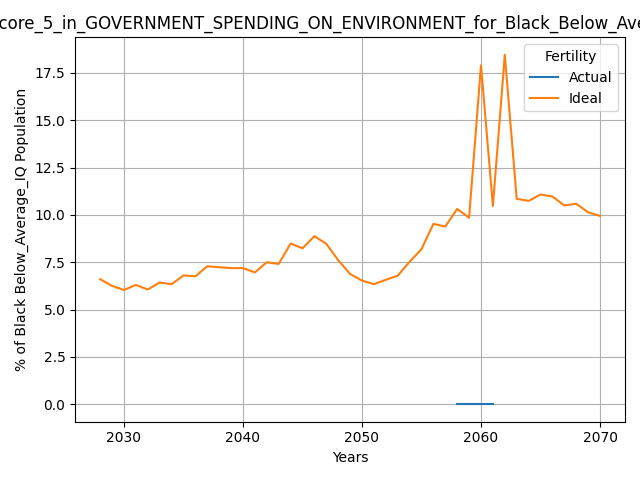 core_5_in_GOVERNMENT_SPENDING_ON_ENVIRONMENT_for_Black_Below_Ave
Fertility
Actual
Ideal
% of Black Below_Average_IQ Population
17.5
15.0
12.5
10.0
7.5
5.0
2.5
0.0
2030 2040 2050 2060 2070
Years